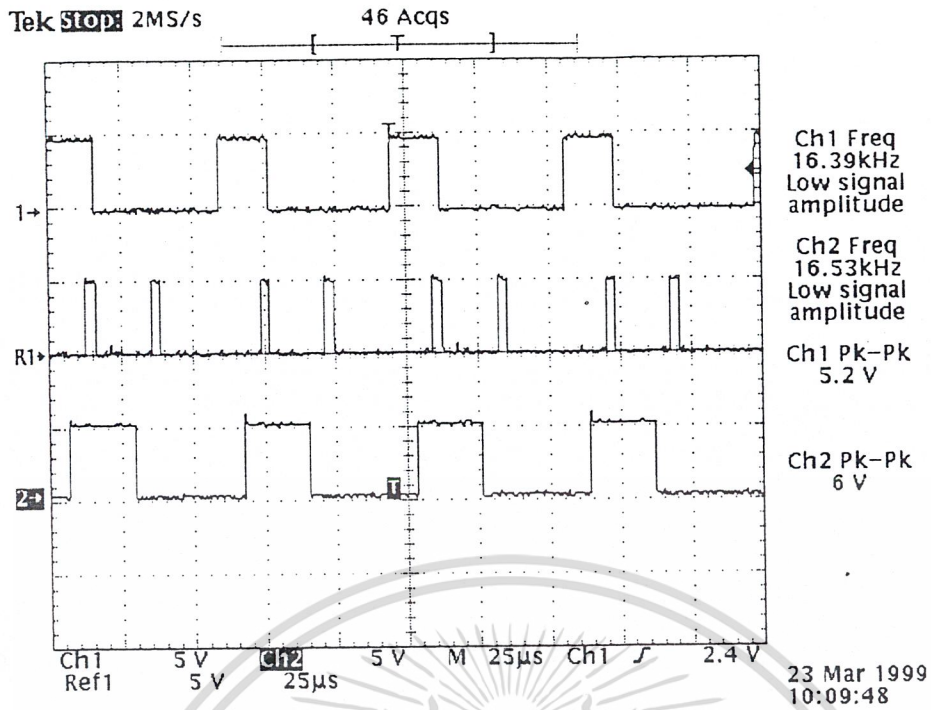 Tek Stop: 2MS/s 46 Acqs
T
Ch1 Freq
16.39kHz
Low signal
amplitude
1→
Ch2 Freq
16.53kHz
Low signal
amplitude
R1→
Ch1 Pk-Pk
5.2 V
Ch2 Pk-Pk
6 V
2→
T
Ch1 5 V Ch2 5 V M 25µs Ch1 2.4 V
Ref1 5 V 25µs
23 Mar 1999
10:09:48